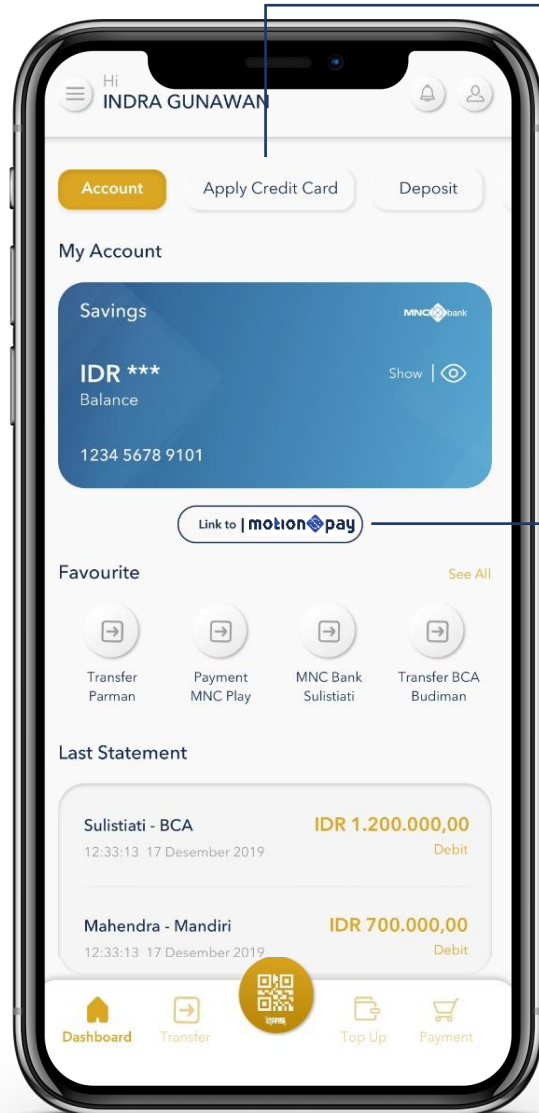 Hi
INDRA GUNAWAN
Account
Apply Credit Card
Deposit
My Account
Savings
MNC bank
IDR ***
Show |
Balance
1234 5678 9101
Link to | motion pay
Favourite
See All
Transfer
Parman
Payment
MNC Play
MNC Bank
Sulistiati
Transfer BCA
Budiman
Last Statement
Sulistiati - BCA
IDR 1.200.000,00
12:33:13 17 Desember 2019
Debit
Mahendra - Mandiri
IDR 700.000,00
12:33:13 17 Desember 2019
Debit
Dashboard
Transfer
Top Up
Payment